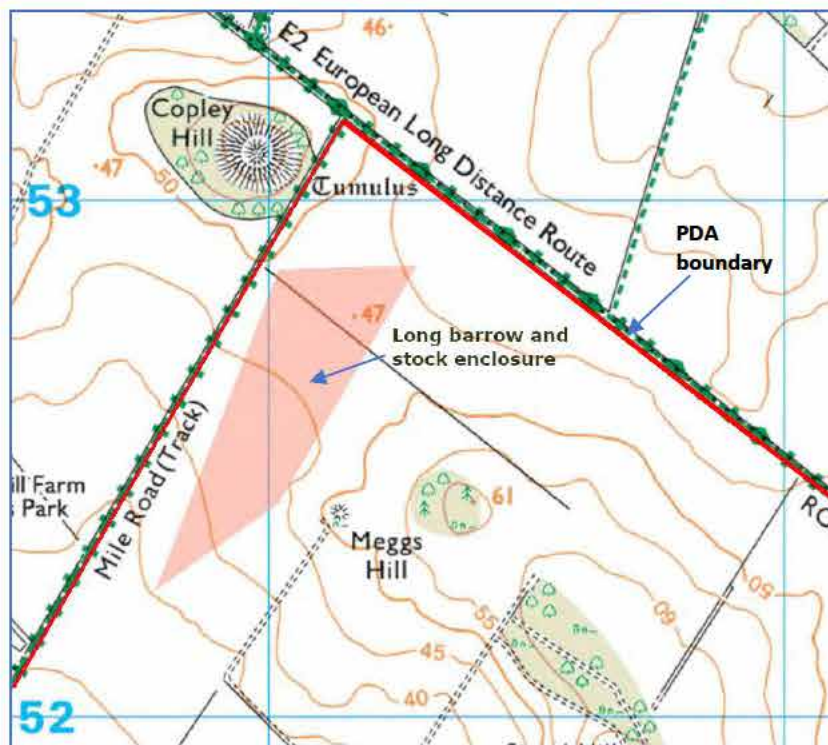 46
E2 European Long Distance Route
Copley
Hill
47
50
Tumulus
53
PDA
boundary
47
Long barrow and
stock enclosure
Mile Road (Track)
ill Farm
s Park
61
RO
Meggs
Hill
50
60
55
45
40
52